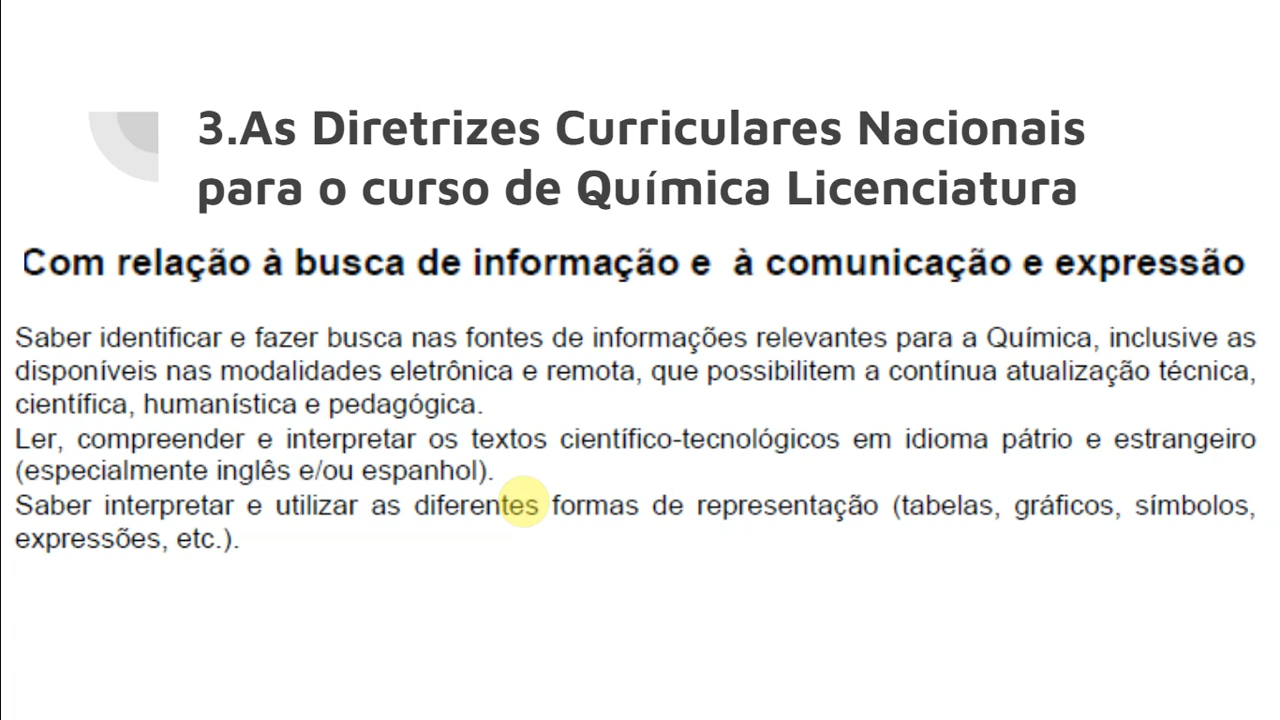 3.As Diretrizes Curriculares Nacionais
para o curso de Química Licenciatura
Com relação à busca de informação e à comunicação e expressão
Saber identificar e fazer busca nas fontes de informações relevantes para a Química, inclusive as
disponíveis nas modalidades eletrônica e remota, que possibilitem a contínua atualização técnica,
científica, humanística e pedagógica.
Ler, compreender e interpretar os textos científico-tecnológicos em idioma pátrio e estrangeiro
(especialmente inglês e/ou espanhol).
Saber interpretar e utilizar as diferentes formas de representação (tabelas, gráficos, símbolos,
expressões, etc.).